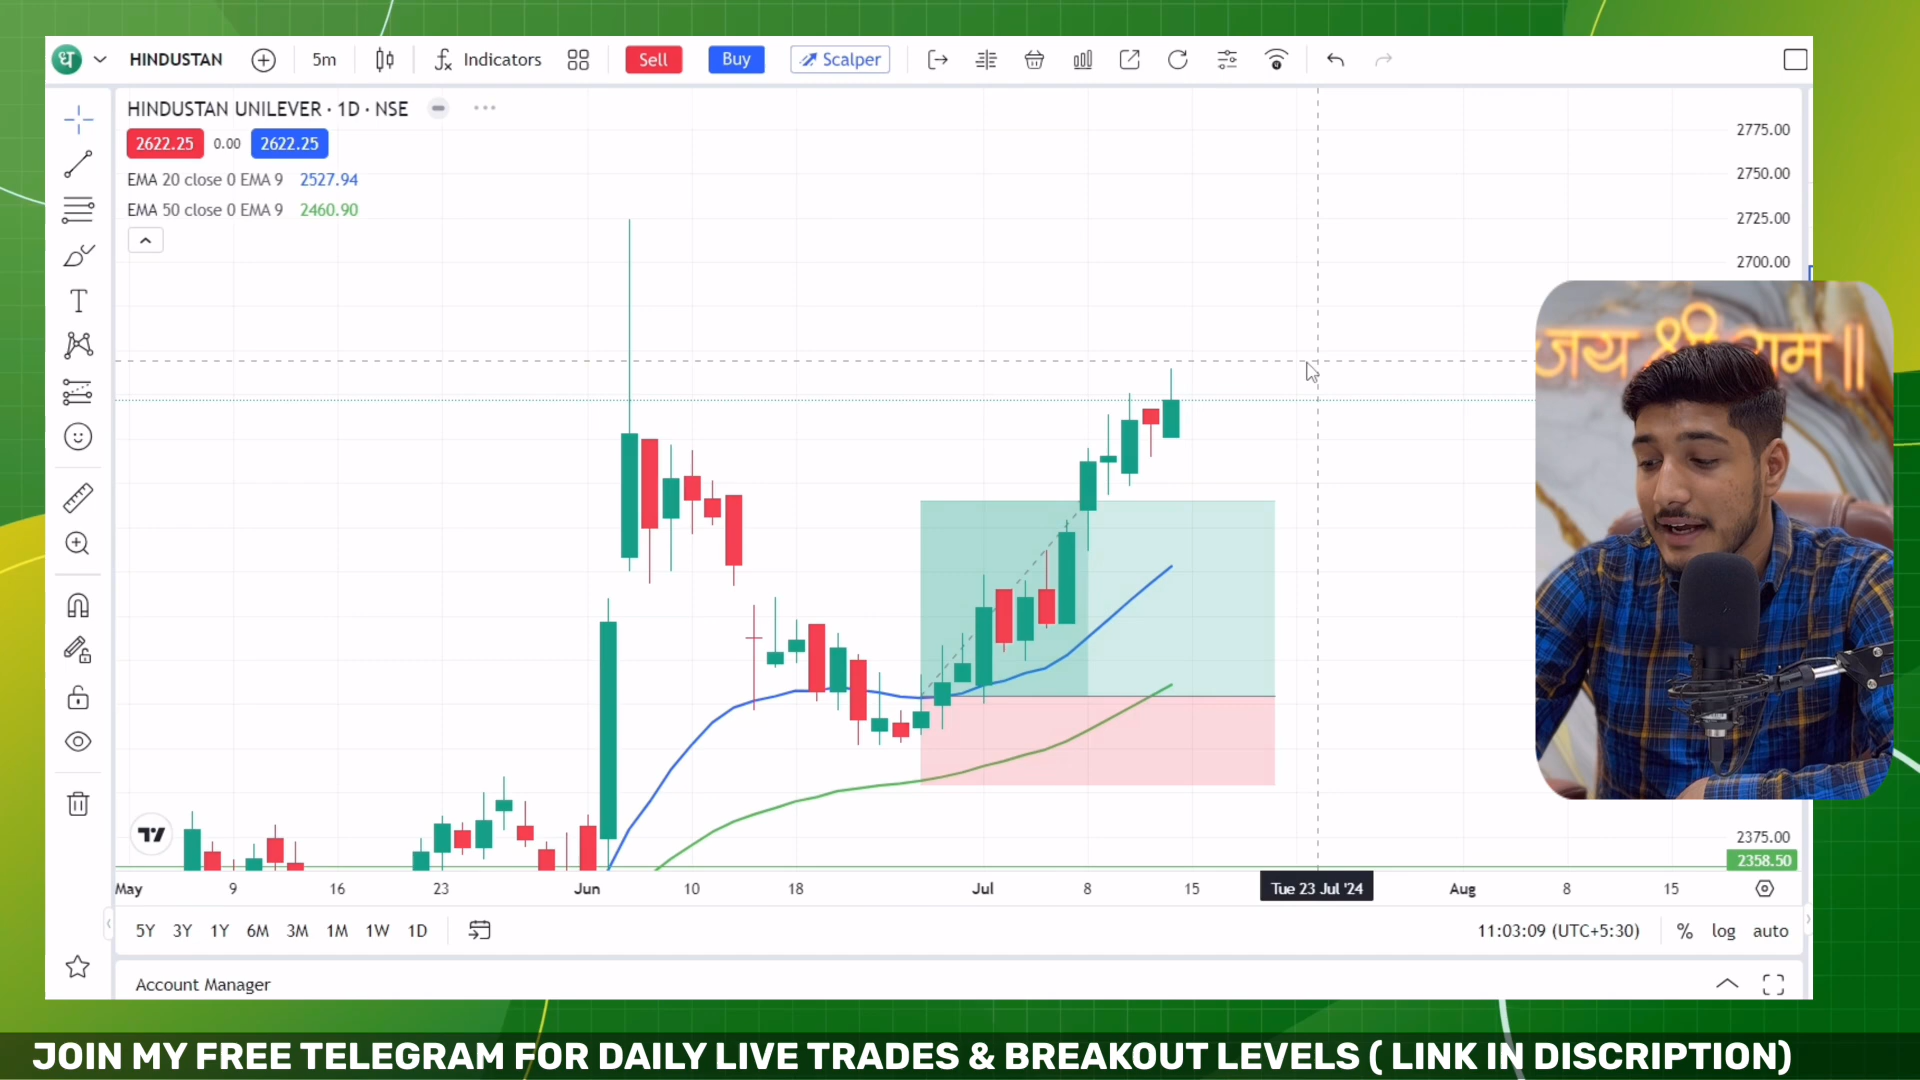 ध HINDUSTAN 5m Indicators Sell Buy Scalper
HINDUSTAN UNILEVER · 1D · NSE
2622.25 0.00 2622.25
EMA 20 close 0 EMA 9 2527.94
EMA 50 close 0 EMA 9 2460.90
2775.00
2750.00
2725.00
2700.00
जय श्री राम ॥
2375.00
2358.50
May 9 16 23 Jun 10 18 Jul 8 15 Tue 23 Jul '24 Aug 8 15
5Y 3Y 1Y 6M 3M 1M 1W 1D 11:03:09 (UTC+5:30) % log auto
Account Manager
JOIN MY FREE TELEGRAM FOR DAILY LIVE TRADES & BREAKOUT LEVELS ( LINK IN DISCRIPTION)